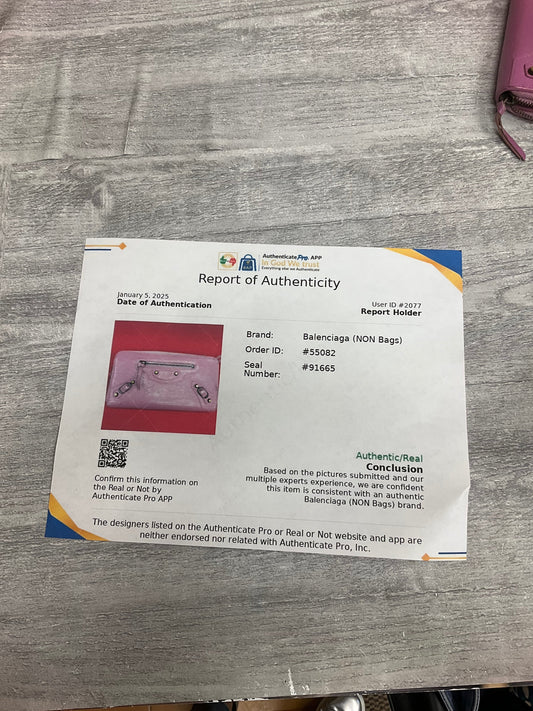 AuthenticatePro. APP
In God We trust
Everything else we Authenticate
Report of Authenticity
January 5, 2025
Date of Authentication
User ID #2077
Report Holder
Brand: Balenciaga (NON Bags)
Order ID: #55082
Seal Number: #91665
Confirm this information on
the Real or Not by
Authenticate Pro APP
Authentic/Real
Conclusion
Based on the pictures submitted and our
multiple experts experience, we are confident
this item is consistent with an authentic
Balenciaga (NON Bags) brand.
The designers listed on the Authenticate Pro or Real or Not website and app are
neither endorsed nor related with Authenticate Pro, Inc.